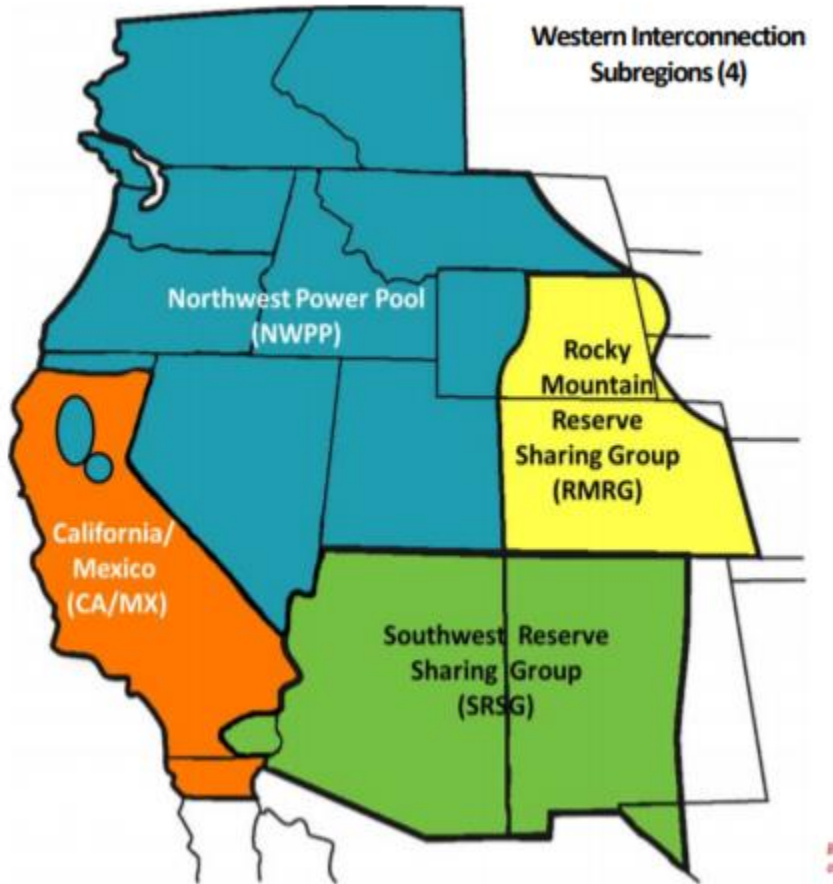 Western Interconnection
Subregions (4)
Northwest Power Pool
(NWPP)
Rocky
Mountain
Reserve
Sharing Group
(RMRG)
California/
Mexico
(CA/MX)
Southwest Reserve
Sharing Group
(SRSG)